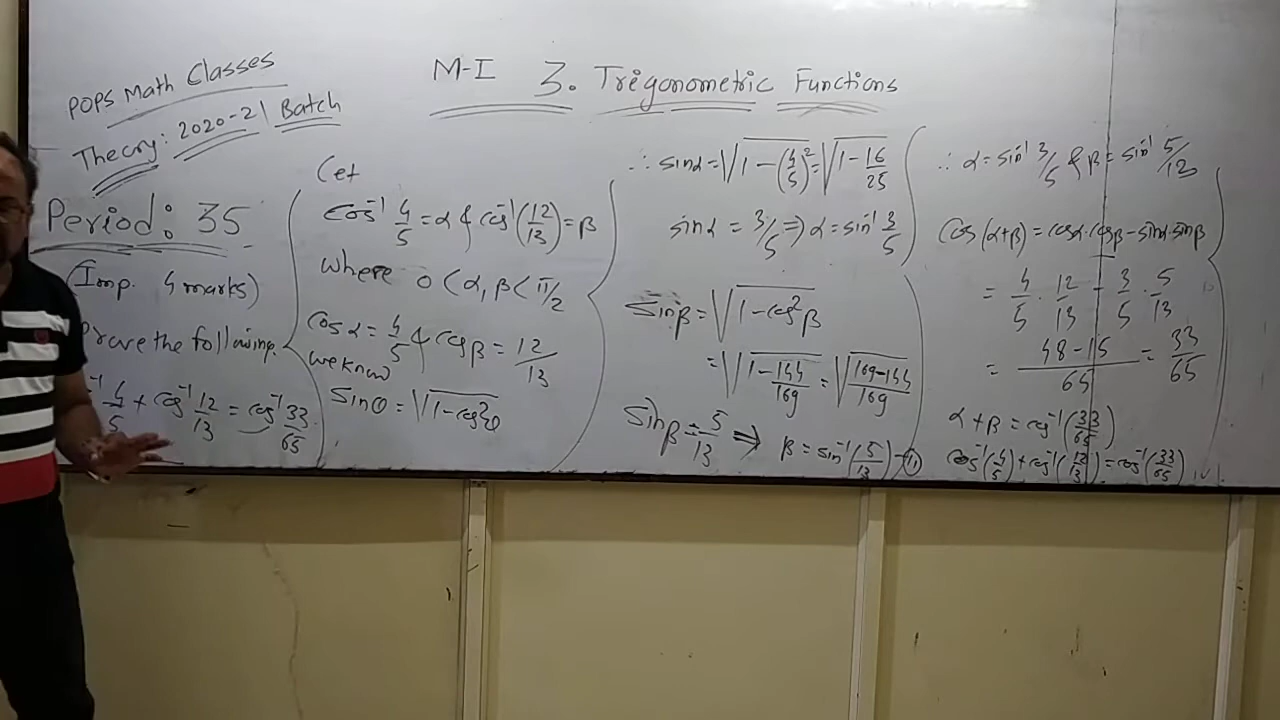 POPS Math Classes
Theory: 2020-21 Batch
M-I 3. Trigonometric Functions
Period: 35
(Imp. 4 marks)
Prove the following.
cos⁻¹ 4/5 + cos⁻¹ 12/13 = cos⁻¹ 33/65
Let
cos⁻¹ 4/5 = α & cos⁻¹ (12/13) = β
where 0 < α, β < π/2
cos α = 4/5 & cos β = 12/13
we know
sin θ = √(1 - cos²θ)
∴ sin α = √(1 - (4/5)²) = √(1 - 16/25)
sin α = 3/5 ⇒ α = sin⁻¹ 3/5
sin β = √(1 - cos²β)
= √(1 - 144/169) = √((169 - 144)/169)
sin β = 5/13 ⇒ β = sin⁻¹ (5/13)
∴ α = sin⁻¹ 3/5 & β = sin⁻¹ 5/13
cos(α+β) = cos α · cos β - sin α · sin β
= 4/5 · 12/13 - 3/5 · 5/13
= (48 - 15)/65 = 33/65
α + β = cos⁻¹ (33/65)
cos⁻¹ (4/5) + cos⁻¹ (12/13) = cos⁻¹ (33/65)